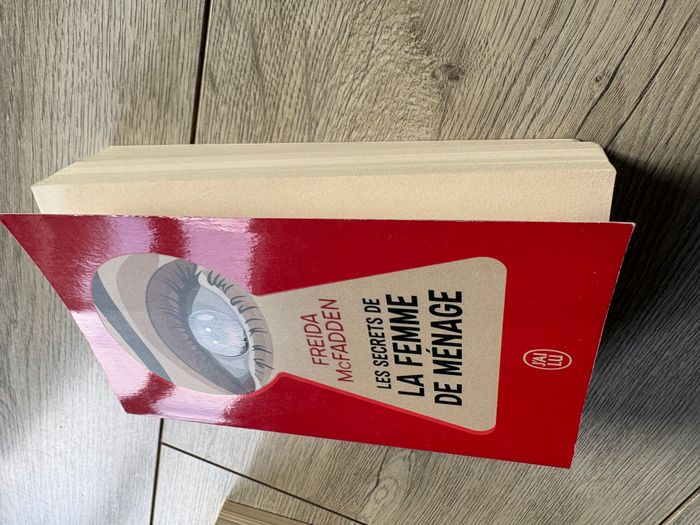 FREIDA
McFADDEN
LES SECRETS DE
LA FEMME
DE MÉNAGE
J'AI
LU